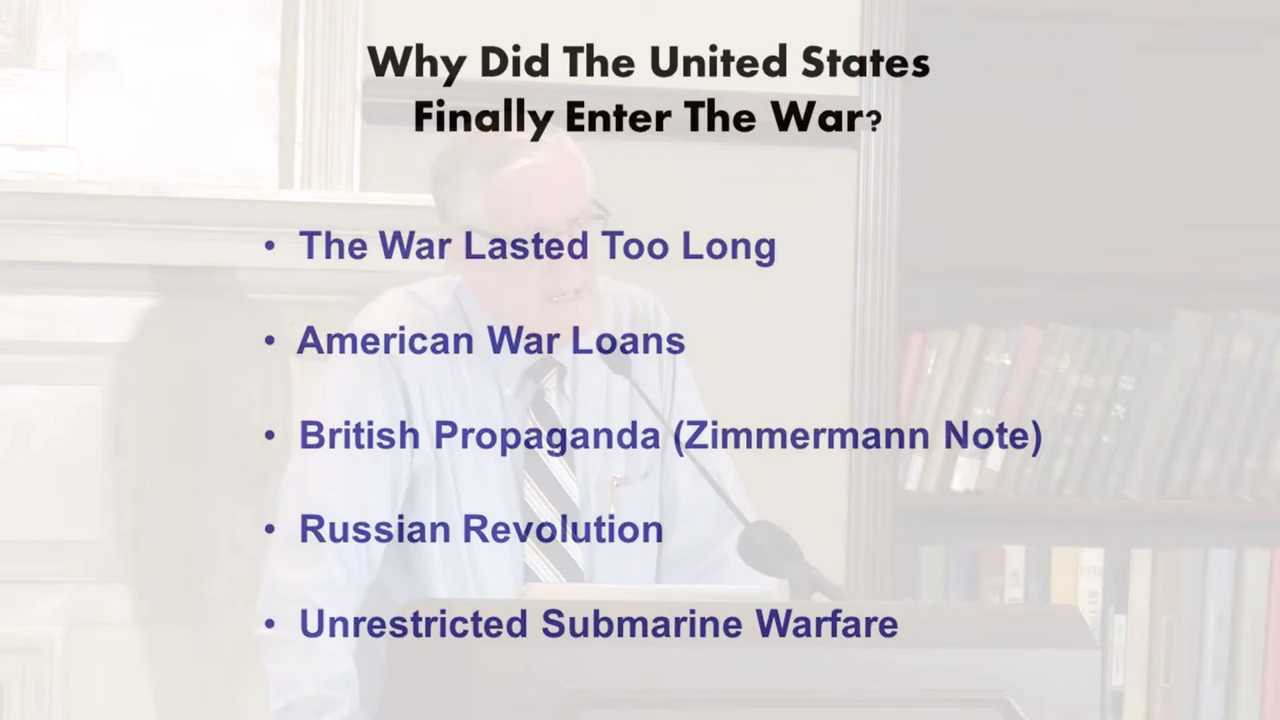 Why Did The United States
Finally Enter The War?
• The War Lasted Too Long
• American War Loans
• British Propaganda (Zimmermann Note)
• Russian Revolution
• Unrestricted Submarine Warfare